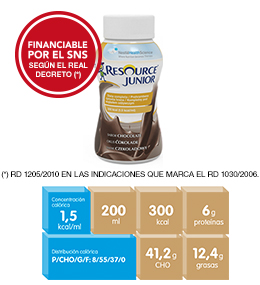 FINANCIABLE
POR EL SNS
SEGÚN EL REAL
DECRETO (*)
RESOURCE
JUNIOR
SABOR CHOCOLATE
(*) RD 1205/2010 EN LAS INDICACIONES QUE MARCA EL RD 1030/2006.
Concentración
calórica
1,5
kcal/ml
200
ml
300
kcal
6g
proteínas
Distribución calórica
P/CHO/G/F: 8/55/37/0
41,2g
CHO
12,4g
grasas